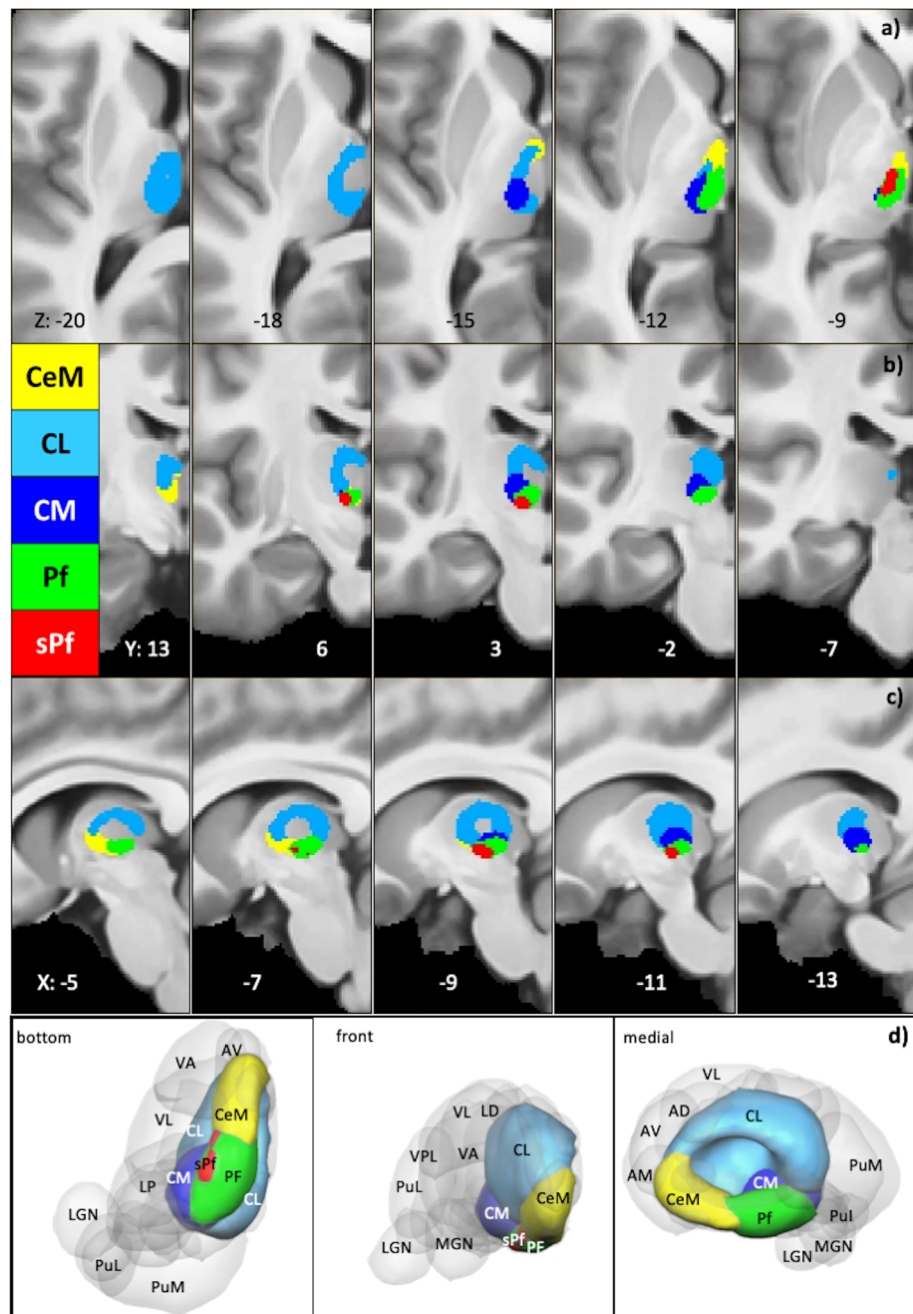 a)
Z: -20 -18 -15 -12 -9
b)
CeM
CL
CM
Pf
sPf
Y: 13 6 3 -2 -7
c)
X: -5 -7 -9 -11 -13
bottom
AV
VA
CeM
VL
CL
sPf
PF
CM
LP
CL
LGN
PuL
PuM
front
VL LD
CL
VPL VA
PuL
CeM
CM
sPf PF
LGN MGN
medial d)
VL
AD CL
AV
AM PuM
CM
CeM
Pf PuI
MGN
LGN